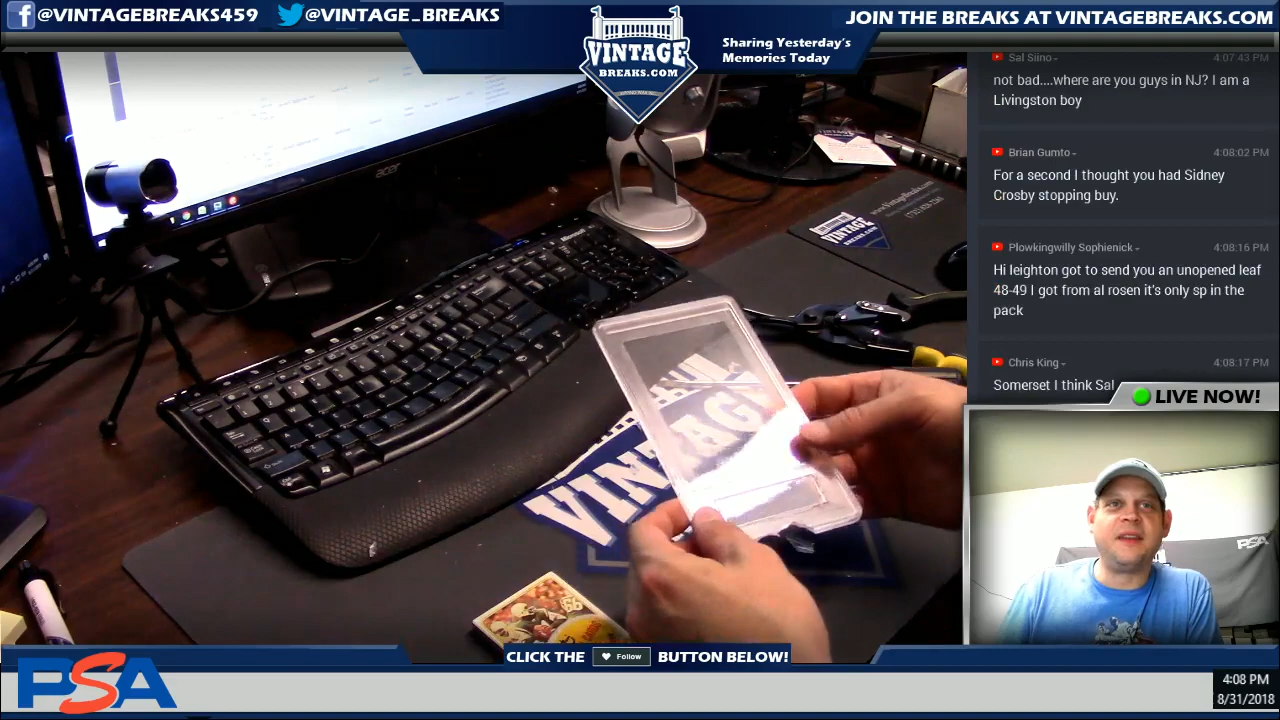 @VINTAGEBREAKS459
@VINTAGE_BREAKS
VINTAGE
BREAKS.COM
Sharing Yesterday's
Memories Today
JOIN THE BREAKS AT VINTAGEBREAKS.COM
Sal Siino 4:07:43 PM
not bad....where are you guys in NJ? I am a
Livingston boy
Brian Gumto 4:08:02 PM
For a second I thought you had Sidney
Crosby stopping buy.
Plowkingwilly Sophienick 4:08:16 PM
Hi leighton got to send you an unopened leaf
48-49 I got from al rosen it's only sp in the
pack
Chris King 4:08:17 PM
Somerset I think Sal
LIVE NOW!
acer
VINTAGE
BREAKS.COM
VINTAGE
PSA
CLICK THE Follow BUTTON BELOW!
PSA
4:08 PM
8/31/2018